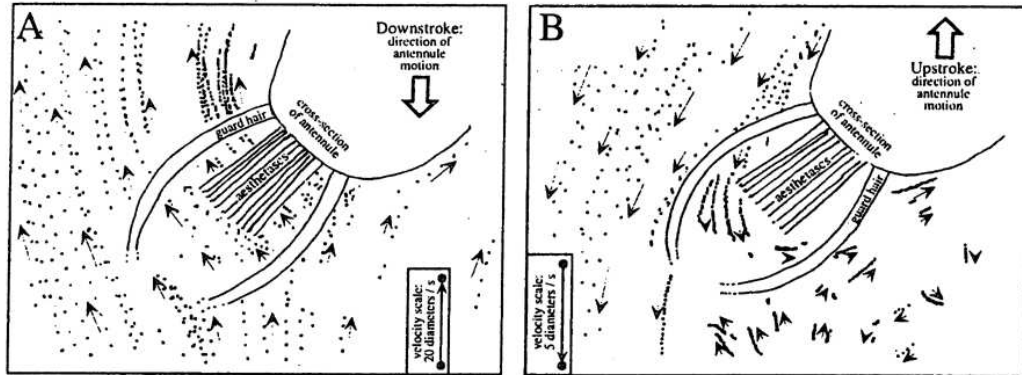 A
Downstroke:
direction of
antennule
motion
guard hair
cross-section
of antennule
aesthetascs
velocity scale:
20 diameters / s
B
Upstroke:
direction of
antennule
motion
cross-section
of antennule
aesthetascs
guard hair
velocity scale:
5 diameters / s